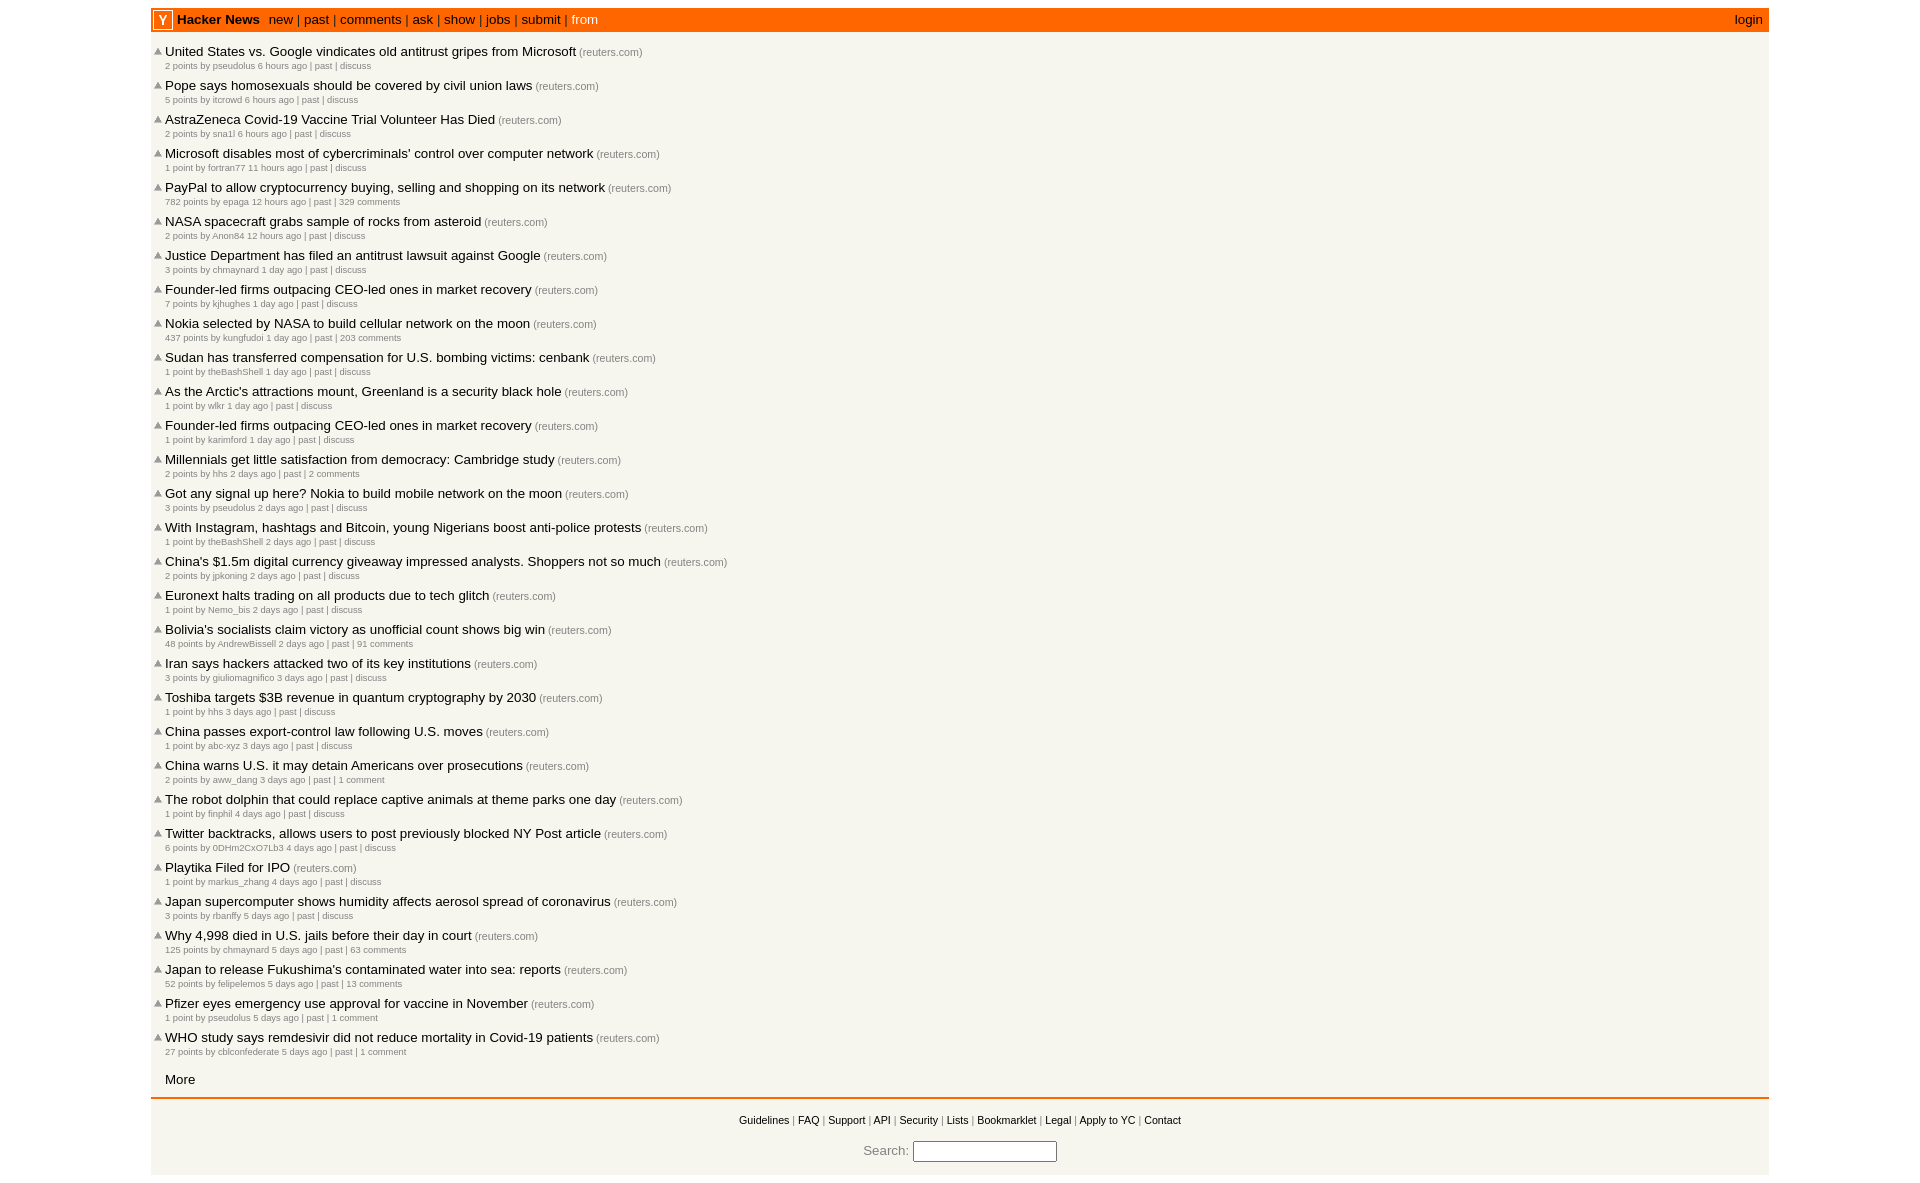 Y Hacker News new | past | comments | ask | show | jobs | submit | from login
United States vs. Google vindicates old antitrust gripes from Microsoft (reuters.com)
2 points by pseudolus 6 hours ago | past | discuss
Pope says homosexuals should be covered by civil union laws (reuters.com)
5 points by itcrowd 6 hours ago | past | discuss
AstraZeneca Covid-19 Vaccine Trial Volunteer Has Died (reuters.com)
2 points by sna1l 6 hours ago | past | discuss
Microsoft disables most of cybercriminals' control over computer network (reuters.com)
1 point by fortran77 11 hours ago | past | discuss
PayPal to allow cryptocurrency buying, selling and shopping on its network (reuters.com)
782 points by epaga 12 hours ago | past | 329 comments
NASA spacecraft grabs sample of rocks from asteroid (reuters.com)
2 points by Anon84 12 hours ago | past | discuss
Justice Department has filed an antitrust lawsuit against Google (reuters.com)
3 points by chmaynard 1 day ago | past | discuss
Founder-led firms outpacing CEO-led ones in market recovery (reuters.com)
7 points by kjhughes 1 day ago | past | discuss
Nokia selected by NASA to build cellular network on the moon (reuters.com)
437 points by kungfudoi 1 day ago | past | 203 comments
Sudan has transferred compensation for U.S. bombing victims: cenbank (reuters.com)
1 point by theBashShell 1 day ago | past | discuss
As the Arctic's attractions mount, Greenland is a security black hole (reuters.com)
1 point by wlkr 1 day ago | past | discuss
Founder-led firms outpacing CEO-led ones in market recovery (reuters.com)
1 point by karimford 1 day ago | past | discuss
Millennials get little satisfaction from democracy: Cambridge study (reuters.com)
2 points by hhs 2 days ago | past | 2 comments
Got any signal up here? Nokia to build mobile network on the moon (reuters.com)
3 points by pseudolus 2 days ago | past | discuss
With Instagram, hashtags and Bitcoin, young Nigerians boost anti-police protests (reuters.com)
1 point by theBashShell 2 days ago | past | discuss
China's $1.5m digital currency giveaway impressed analysts. Shoppers not so much (reuters.com)
2 points by jpkoning 2 days ago | past | discuss
Euronext halts trading on all products due to tech glitch (reuters.com)
1 point by Nemo_bis 2 days ago | past | discuss
Bolivia's socialists claim victory as unofficial count shows big win (reuters.com)
48 points by AndrewBissell 2 days ago | past | 91 comments
Iran says hackers attacked two of its key institutions (reuters.com)
3 points by giuliomagnifico 3 days ago | past | discuss
Toshiba targets $3B revenue in quantum cryptography by 2030 (reuters.com)
1 point by hhs 3 days ago | past | discuss
China passes export-control law following U.S. moves (reuters.com)
1 point by abc-xyz 3 days ago | past | discuss
China warns U.S. it may detain Americans over prosecutions (reuters.com)
2 points by aww_dang 3 days ago | past | 1 comment
The robot dolphin that could replace captive animals at theme parks one day (reuters.com)
1 point by finphil 4 days ago | past | discuss
Twitter backtracks, allows users to post previously blocked NY Post article (reuters.com)
6 points by 0DHm2CxO7Lb3 4 days ago | past | discuss
Playtika Filed for IPO (reuters.com)
1 point by markus_zhang 4 days ago | past | discuss
Japan supercomputer shows humidity affects aerosol spread of coronavirus (reuters.com)
3 points by rbanffy 5 days ago | past | discuss
Why 4,998 died in U.S. jails before their day in court (reuters.com)
125 points by chmaynard 5 days ago | past | 63 comments
Japan to release Fukushima's contaminated water into sea: reports (reuters.com)
52 points by felipelemos 5 days ago | past | 13 comments
Pfizer eyes emergency use approval for vaccine in November (reuters.com)
1 point by pseudolus 5 days ago | past | 1 comment
WHO study says remdesivir did not reduce mortality in Covid-19 patients (reuters.com)
27 points by cblconfederate 5 days ago | past | 1 comment
More
Guidelines | FAQ | Support | API | Security | Lists | Bookmarklet | Legal | Apply to YC | Contact
Search: